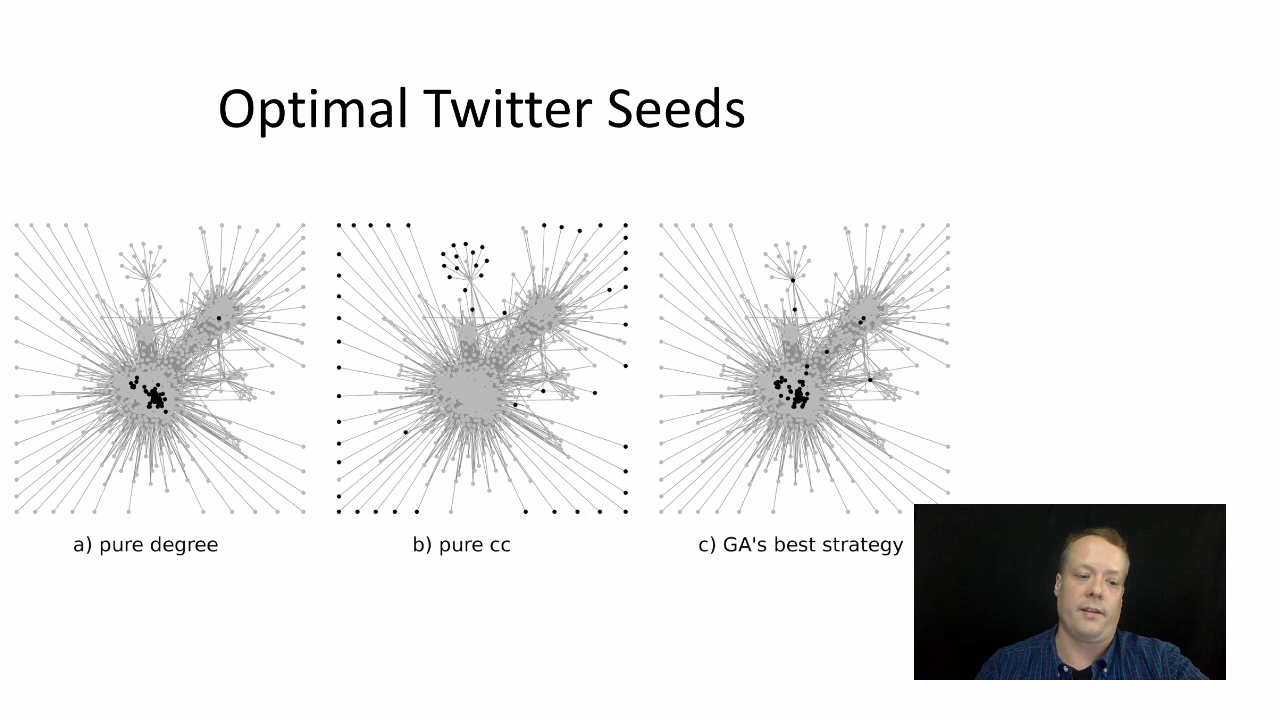 Optimal Twitter Seeds
a) pure degree
b) pure cc
c) GA's best strategy